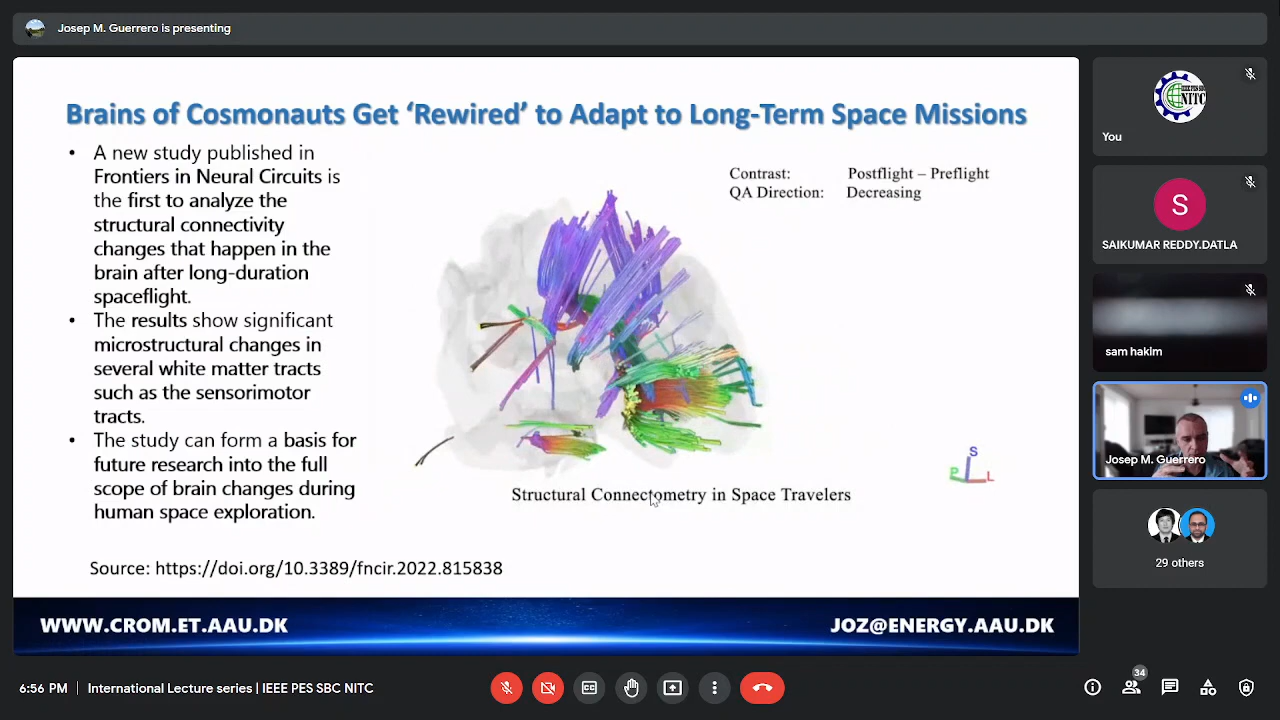 Josep M. Guerrero is presenting
Brains of Cosmonauts Get ‘Rewired’ to Adapt to Long-Term Space Missions
• A new study published in
Frontiers in Neural Circuits is
the first to analyze the
structural connectivity
changes that happen in the
brain after long-duration
spaceflight.
• The results show significant
microstructural changes in
several white matter tracts
such as the sensorimotor
tracts.
• The study can form a basis for
future research into the full
scope of brain changes during
human space exploration.
Contrast: Postflight – Preflight
QA Direction: Decreasing
S
P L
Structural Connectometry in Space Travelers
Source: https://doi.org/10.3389/fncir.2022.815838
WWW.CROM.ET.AAU.DK
JOZ@ENERGY.AAU.DK
NITC
You
S
SAIKUMAR REDDY.DATLA
sam hakim
Josep M. Guerrero
29 others
6:56 PM | International Lecture series | IEEE PES SBC NITC
34